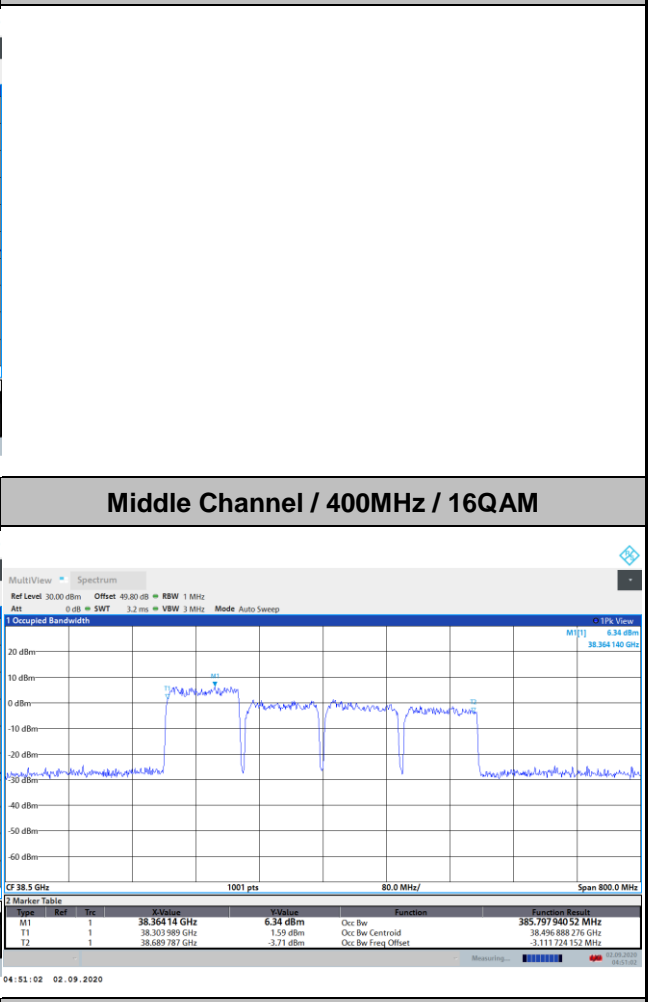 Middle Channel / 400MHz / 16QAM
MultiView Spectrum
Ref Level 30.00 dBm Offset 49.80 dB RBW 1 MHz
Att 0 dB SWT 3.2 ms VBW 3 MHz Mode Auto Sweep
1 Occupied Bandwidth 1Pk View
M1[1] 6.34 dBm
38.364 140 GHz
20 dBm
10 dBm
M1
T1
T2
0 dBm
-10 dBm
-20 dBm
-30 dBm
-40 dBm
-50 dBm
-60 dBm
CF 38.5 GHz 1001 pts 80.0 MHz/ Span 800.0 MHz
2 Marker Table
Type Ref Trc X-Value Y-Value Function Function Result
M1 1 38.364 14 GHz 6.34 dBm Occ Bw 385.797 940 52 MHz
T1 1 38.303 989 GHz 1.59 dBm Occ Bw Centroid 38.496 888 276 GHz
T2 1 38.689 787 GHz -3.71 dBm Occ Bw Freq Offset -3.111 724 152 MHz
Measuring... 02.09.2020
04:51:02
04:51:02 02.09.2020